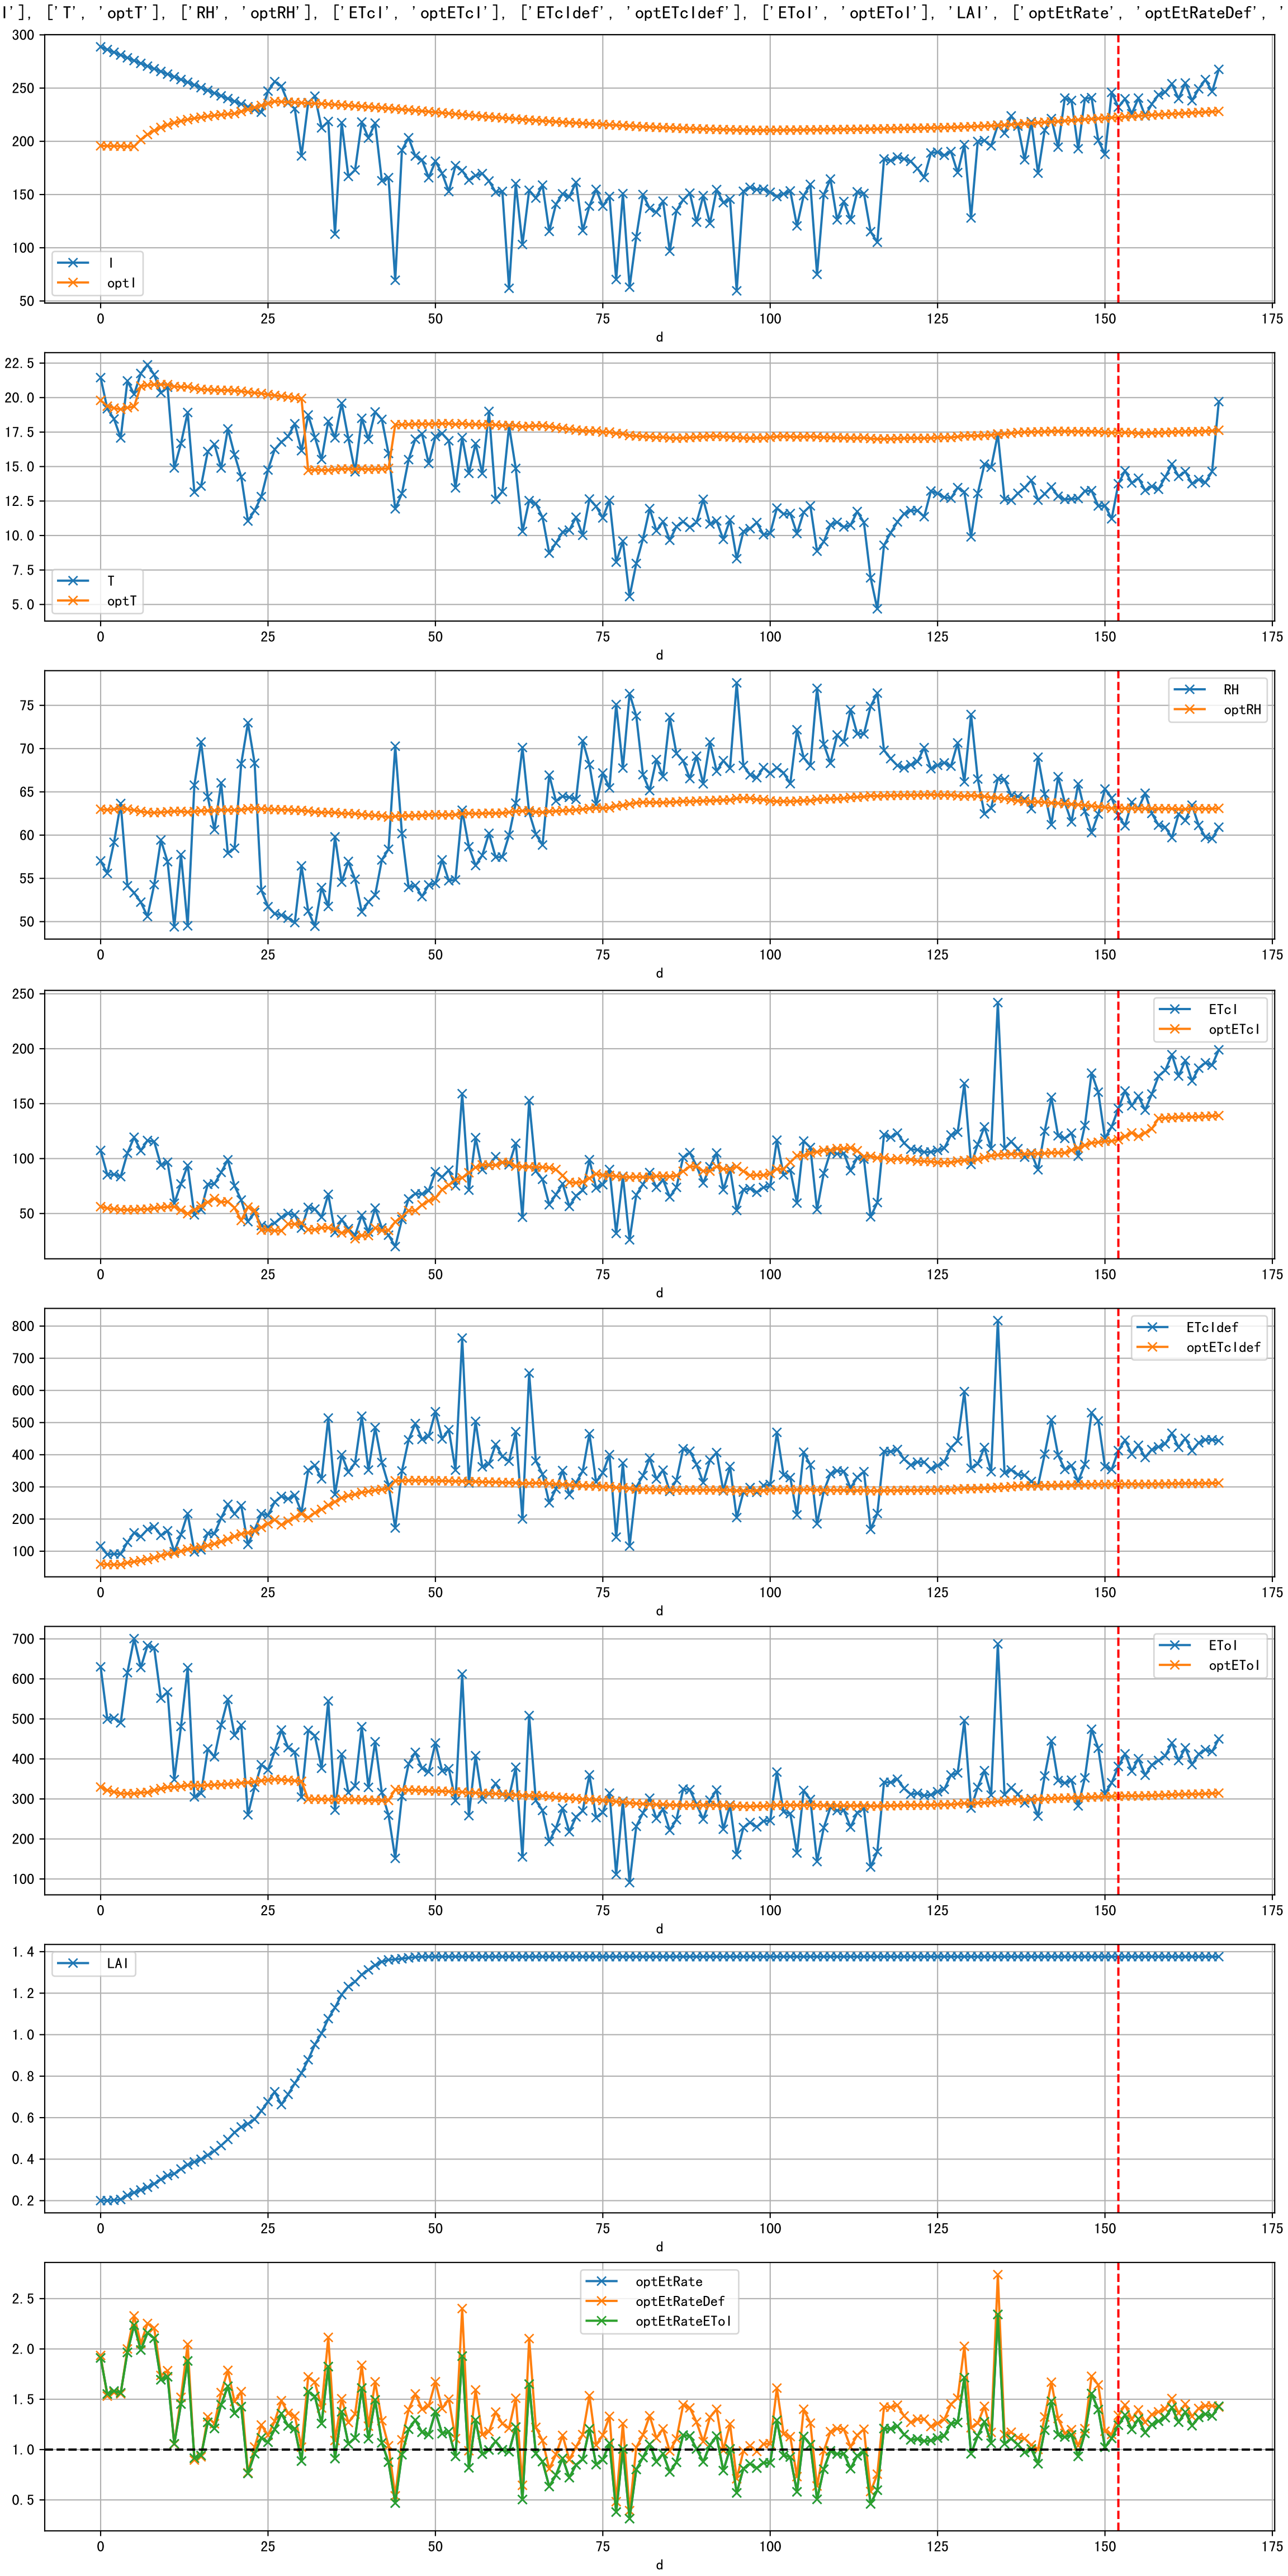 I'], ['T', 'optT'], ['RH', 'optRH'], ['ETcI', 'optETcI'], ['ETcIdef', 'optETcIdef'], ['EToI', 'optEToI'], 'LAI', ['optEtRate', 'optEtRateDef', '
300
250
200
150
100
50
I
optI
0 25 50 75 100 125 150 175
d
22.5
20.0
17.5
15.0
12.5
10.0
7.5
5.0
T
optT
0 25 50 75 100 125 150 175
d
75
70
65
60
55
50
RH
optRH
0 25 50 75 100 125 150 175
d
250
200
150
100
50
ETcI
optETcI
0 25 50 75 100 125 150 175
d
800
700
600
500
400
300
200
100
ETcIdef
optETcIdef
0 25 50 75 100 125 150 175
d
700
600
500
400
300
200
100
EToI
optEToI
0 25 50 75 100 125 150 175
d
1.4
1.2
1.0
0.8
0.6
0.4
0.2
LAI
0 25 50 75 100 125 150 175
d
2.5
2.0
1.5
1.0
0.5
optEtRate
optEtRateDef
optEtRateEToI
0 25 50 75 100 125 150 175
d